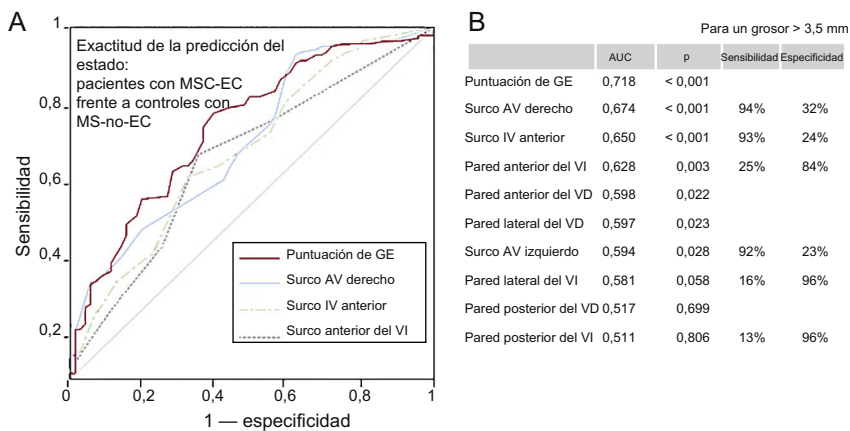 A
Exactitud de la predicción del
estado:
pacientes con MSC-EC
frente a controles con
MS-no-EC
Sensibilidad
1
0,8
1,0
0,6
0,4
0,2
Puntuación de GE
Surco AV derecho
Surco IV anterior
Surco anterior del VI
0 0,2 0,4 0,6 0,8 1
1 — especificidad
B
Para un grosor > 3,5 mm
AUC p Sensibilidad Especificidad
Puntuación de GE 0,718 < 0,001
Surco AV derecho 0,674 < 0,001 94% 32%
Surco IV anterior 0,650 < 0,001 93% 24%
Pared anterior del VI 0,628 0,003 25% 84%
Pared anterior del VD 0,598 0,022
Pared lateral del VD 0,597 0,023
Surco AV izquierdo 0,594 0,028 92% 23%
Pared lateral del VI 0,581 0,058 16% 96%
Pared posterior del VD 0,517 0,699
Pared posterior del VI 0,511 0,806 13% 96%